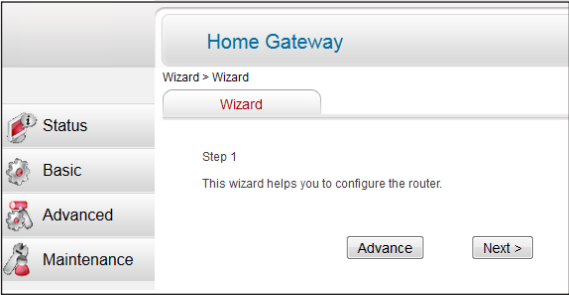 Home Gateway
Wizard > Wizard
Wizard
Status
Basic
Advanced
Maintenance
Step 1
This wizard helps you to configure the router.
Advance
Next >